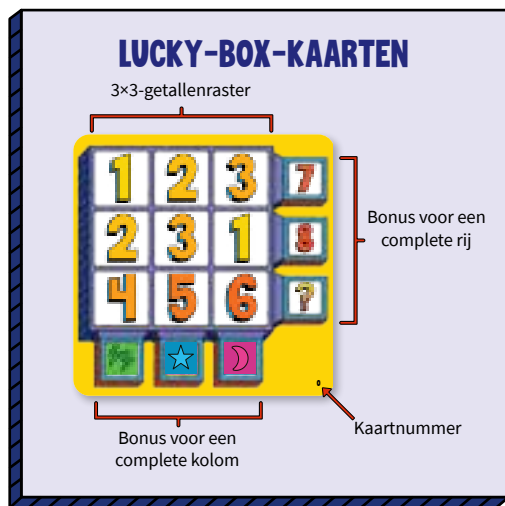 LUCKY-BOX-KAARTEN
3×3-getallenraster
1 2 3 7
2 3 1 8
4 5 6 ?
Bonus voor een
complete rij
Bonus voor een
complete kolom
Kaartnummer